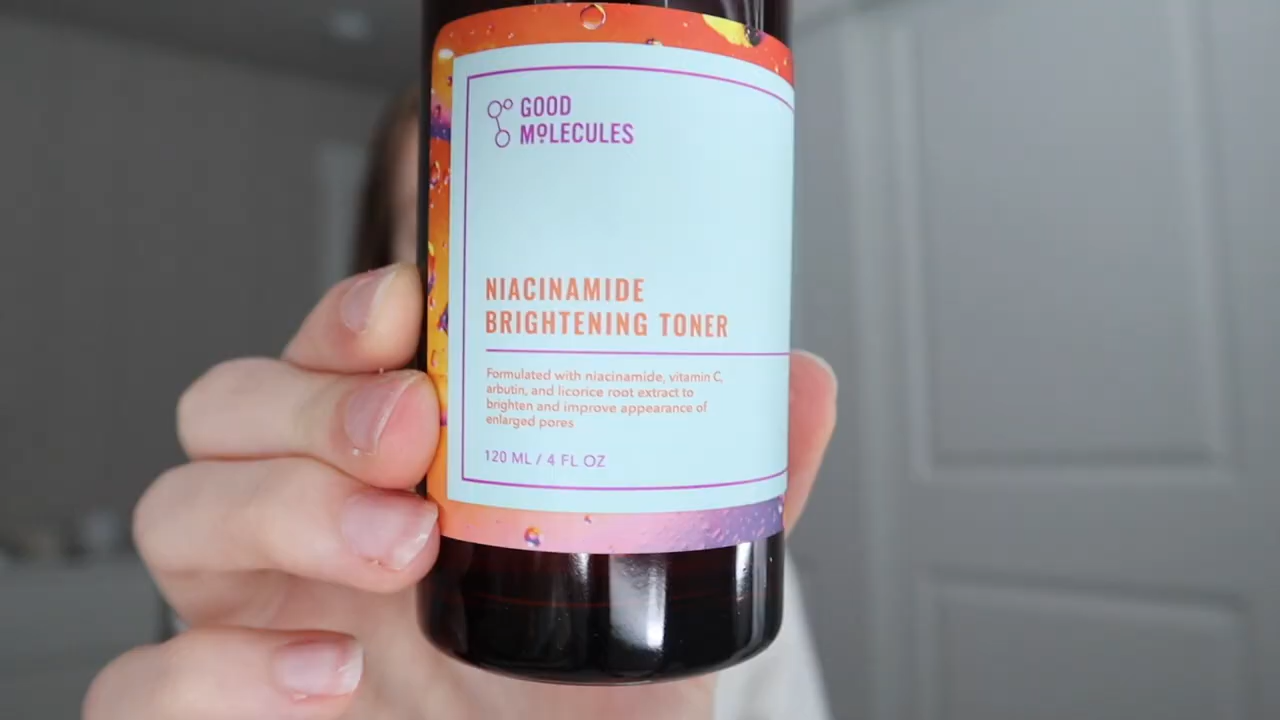 GOOD
MOLECULES
NIACINAMIDE
BRIGHTENING TONER
Formulated with niacinamide, vitamin C,
arbutin, and licorice root extract to
brighten and improve appearance of
enlarged pores
120 ML / 4 FL OZ